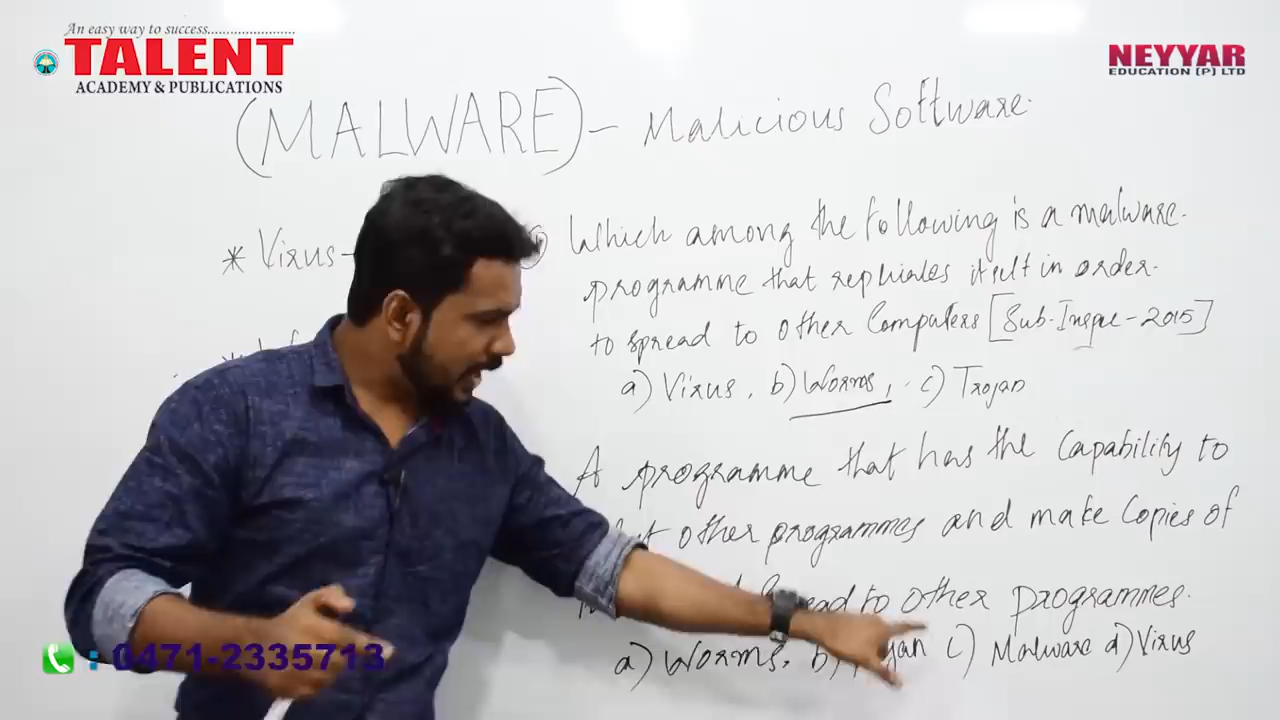 An easy way to success......................
TALENT
ACADEMY & PUBLICATIONS
NEYYAR
EDUCATION (P) LTD
(MALWARE) – Malicious Software.
* Virus –
Which among the following is a malware.
programme that repliates itself in order.
to spread to other Computers [Sub-Inspe - 2015]
a) Virus, b) Worms, c) Trojan
A programme that has the Capability to
other programmes and make Copies of
to other programmes.
a) Worms, b) c) Malware d) Virus
: 0471-2335713